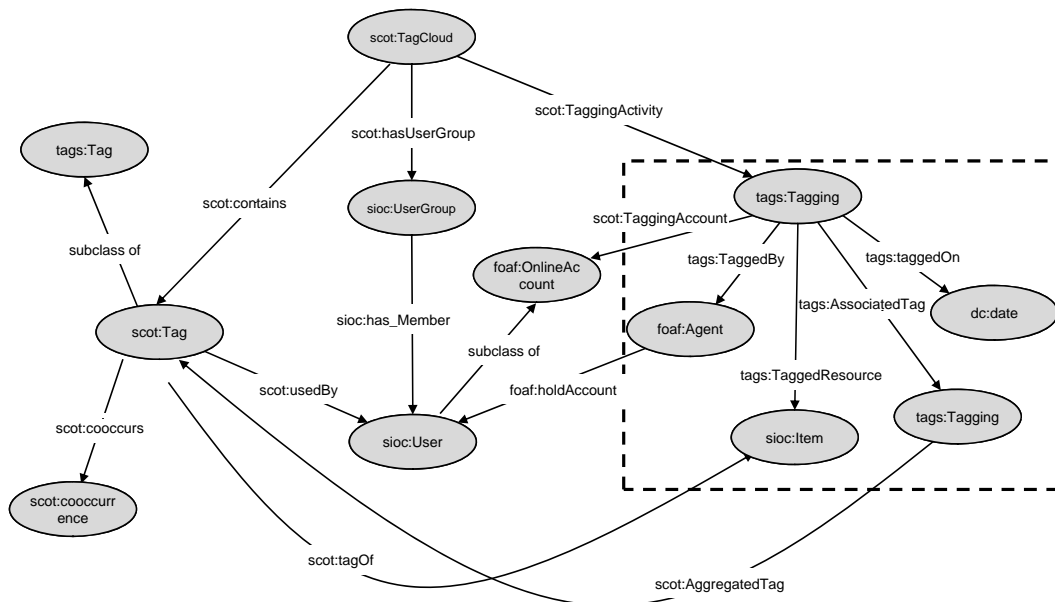 scot:TagCloud
scot:TaggingActivity
scot:hasUserGroup
tags:Tag
tags:Tagging
scot:contains
sioc:UserGroup
scot:TaggingAccount
subclass of
tags:TaggedBy
tags:taggedOn
foaf:OnlineAc
count
tags:AssociatedTag
dc:date
sioc:has_Member
scot:Tag
foaf:Agent
subclass of
tags:TaggedResource
scot:usedBy
foaf:holdAccount
tags:Tagging
scot:cooccurs
sioc:User
sioc:Item
scot:cooccurr
ence
scot:tagOf
scot:AggregatedTag